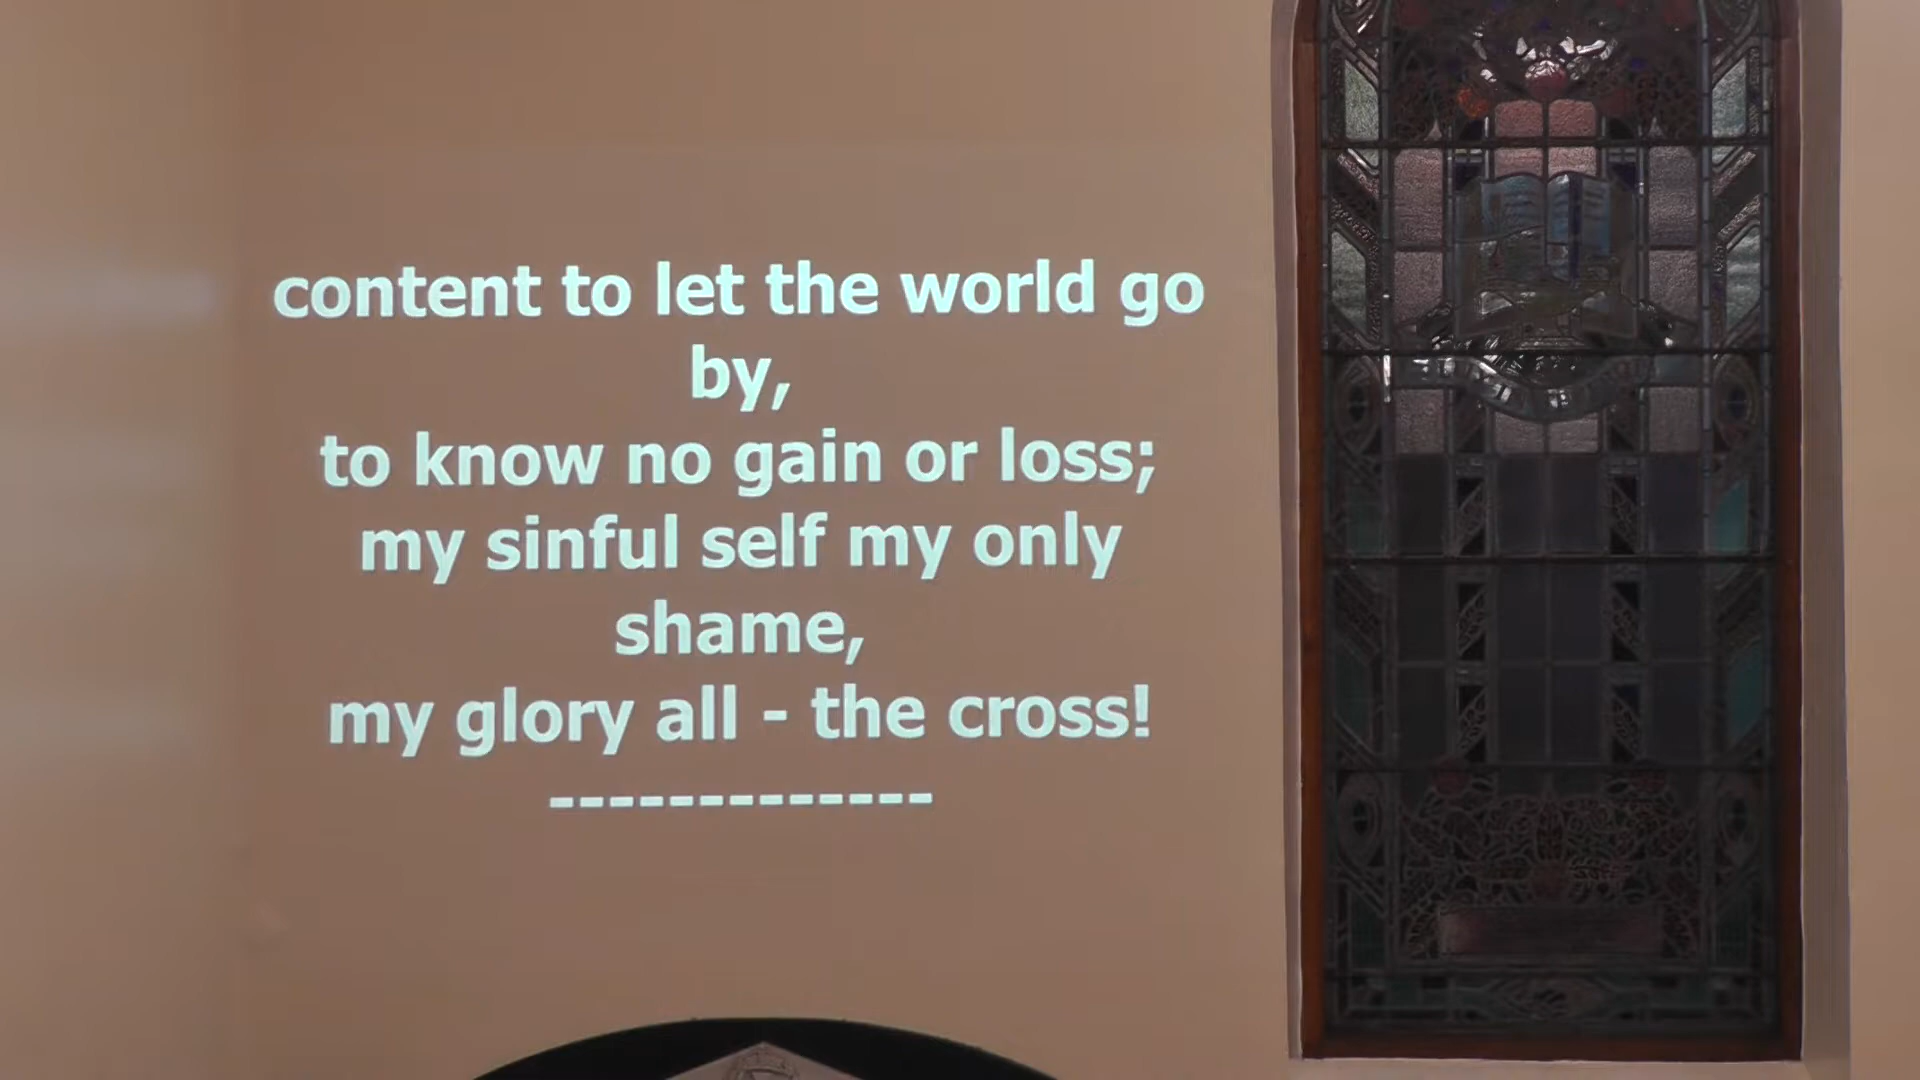 content to let the world go
by,
to know no gain or loss;
my sinful self my only
shame,
my glory all - the cross!
-------------